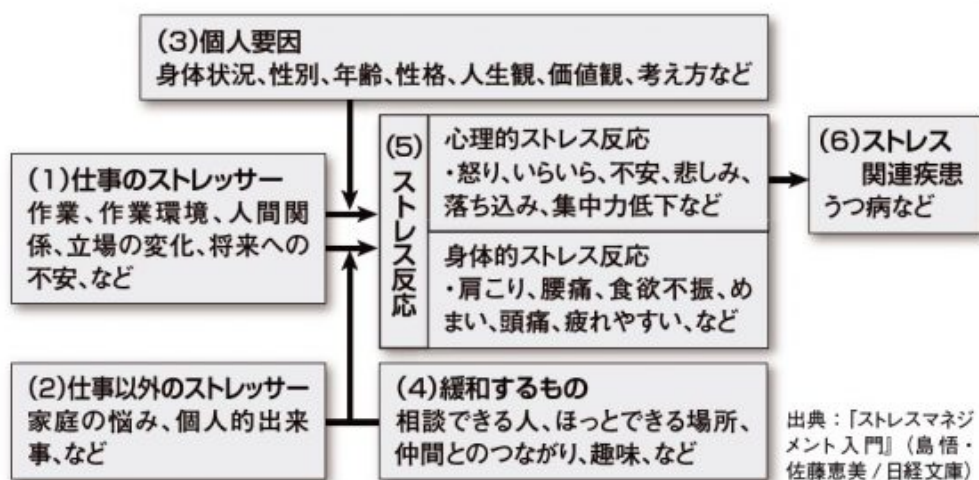 (3)個人要因
身体状況、性別、年齢、性格、人生観、価値観、考え方など
(1)仕事のストレッサー
作業、作業環境、人間関
係、立場の変化、将来への
不安、など
(5)ストレス反応
心理的ストレス反応
・怒り、いらいら、不安、悲しみ、
落ち込み、集中力低下など
身体的ストレス反応
・肩こり、腰痛、食欲不振、め
まい、頭痛、疲れやすい、など
(6)ストレス
関連疾患
うつ病など
(2)仕事以外のストレッサー
家庭の悩み、個人的出来
事、など
(4)緩和するもの
相談できる人、ほっとできる場所、
仲間とのつながり、趣味、など
出典：『ストレスマネジ
メント入門』（島悟・
佐藤恵美/日経文庫）